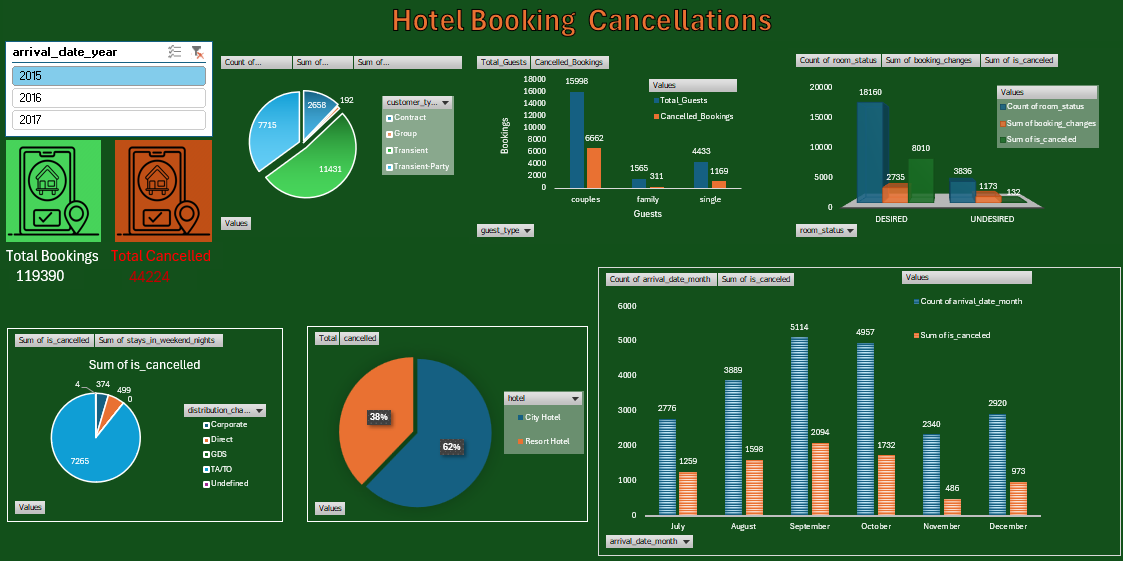 Hotel Booking Cancellations
arrival_date_year
2015
2016
2017
Total Bookings
119390
Total Cancelled
44224
Count of...
Sum of...
Sum of...
2658
192
7715
11431
customer_ty...
Contract
Group
Transient
Transient-Party
Values
Total_Guests
Cancelled_Bookings
18000
16000
14000
12000
10000
8000
6000
4000
2000
0
Bookings
15998
6662
1565
311
4433
1169
couples
family
single
Guests
Values
Total_Guests
Cancelled_Bookings
guest_type
Count of room_status
Sum of booking_changes
Sum of is_canceled
20000
15000
10000
5000
0
18160
2735
8010
3836
1173
132
DESIRED
UNDESIRED
Values
Count of room_status
Sum of booking_changes
Sum of is_canceled
room_status
Sum of is_cancelled
Sum of stays_in_weekend_nights
Sum of is_cancelled
4
374
499
0
7265
distribution_cha...
Corporate
Direct
GDS
TA/TO
Undefined
Values
Total
cancelled
38%
62%
hotel
City Hotel
Resort Hotel
Values
Count of arrival_date_month
Sum of is_canceled
Values
Count of arrival_date_month
Sum of is_canceled
6000
5000
4000
3000
2000
1000
0
2776
1259
3889
1598
5114
2094
4957
1732
2340
486
2920
973
July
August
September
October
November
December
arrival_date_month